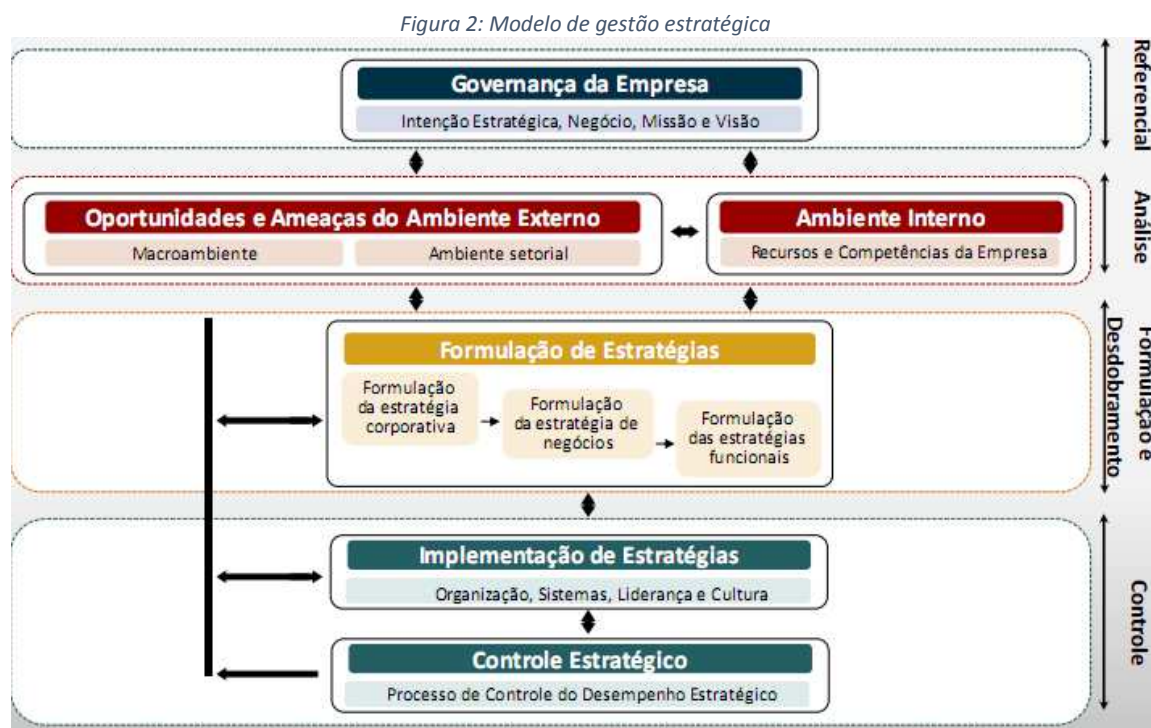 Figura 2: Modelo de gestão estratégica
Referencial
Governança da Empresa
Intenção Estratégica, Negócio, Missão e Visão
Análise
Oportunidades e Ameaças do Ambiente Externo
Macroambiente
Ambiente setorial
Ambiente Interno
Recursos e Competências da Empresa
Formulação e
Desdobramento
Formulação de Estratégias
Formulação
da estratégia
corporativa
Formulação
da estratégia de
negócios
Formulação
das estratégias
funcionais
Controle
Implementação de Estratégias
Organização, Sistemas, Liderança e Cultura
Controle Estratégico
Processo de Controle do Desempenho Estratégico